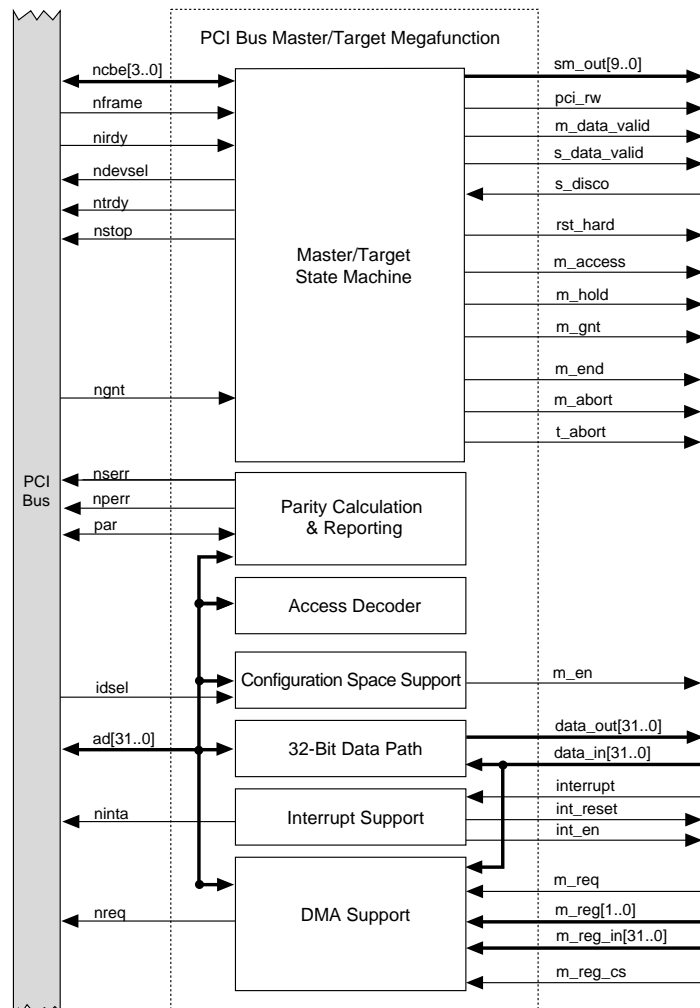 PCI Bus Master/Target Megafunction
ncbe[3..0]
nframe
nirdy
ndevsel
ntrdy
nstop
ngnt
PCI
Bus
nserr
nperr
par
idsel
ad[31..0]
ninta
nreq
Master/Target
State Machine
Parity Calculation
& Reporting
Access Decoder
Configuration Space Support
32-Bit Data Path
Interrupt Support
DMA Support
sm_out[9..0]
pci_rw
m_data_valid
s_data_valid
s_disco
rst_hard
m_access
m_hold
m_gnt
m_end
m_abort
t_abort
m_en
data_out[31..0]
data_in[31..0]
interrupt
int_reset
int_en
m_req
m_reg[1..0]
m_reg_in[31..0]
m_reg_cs